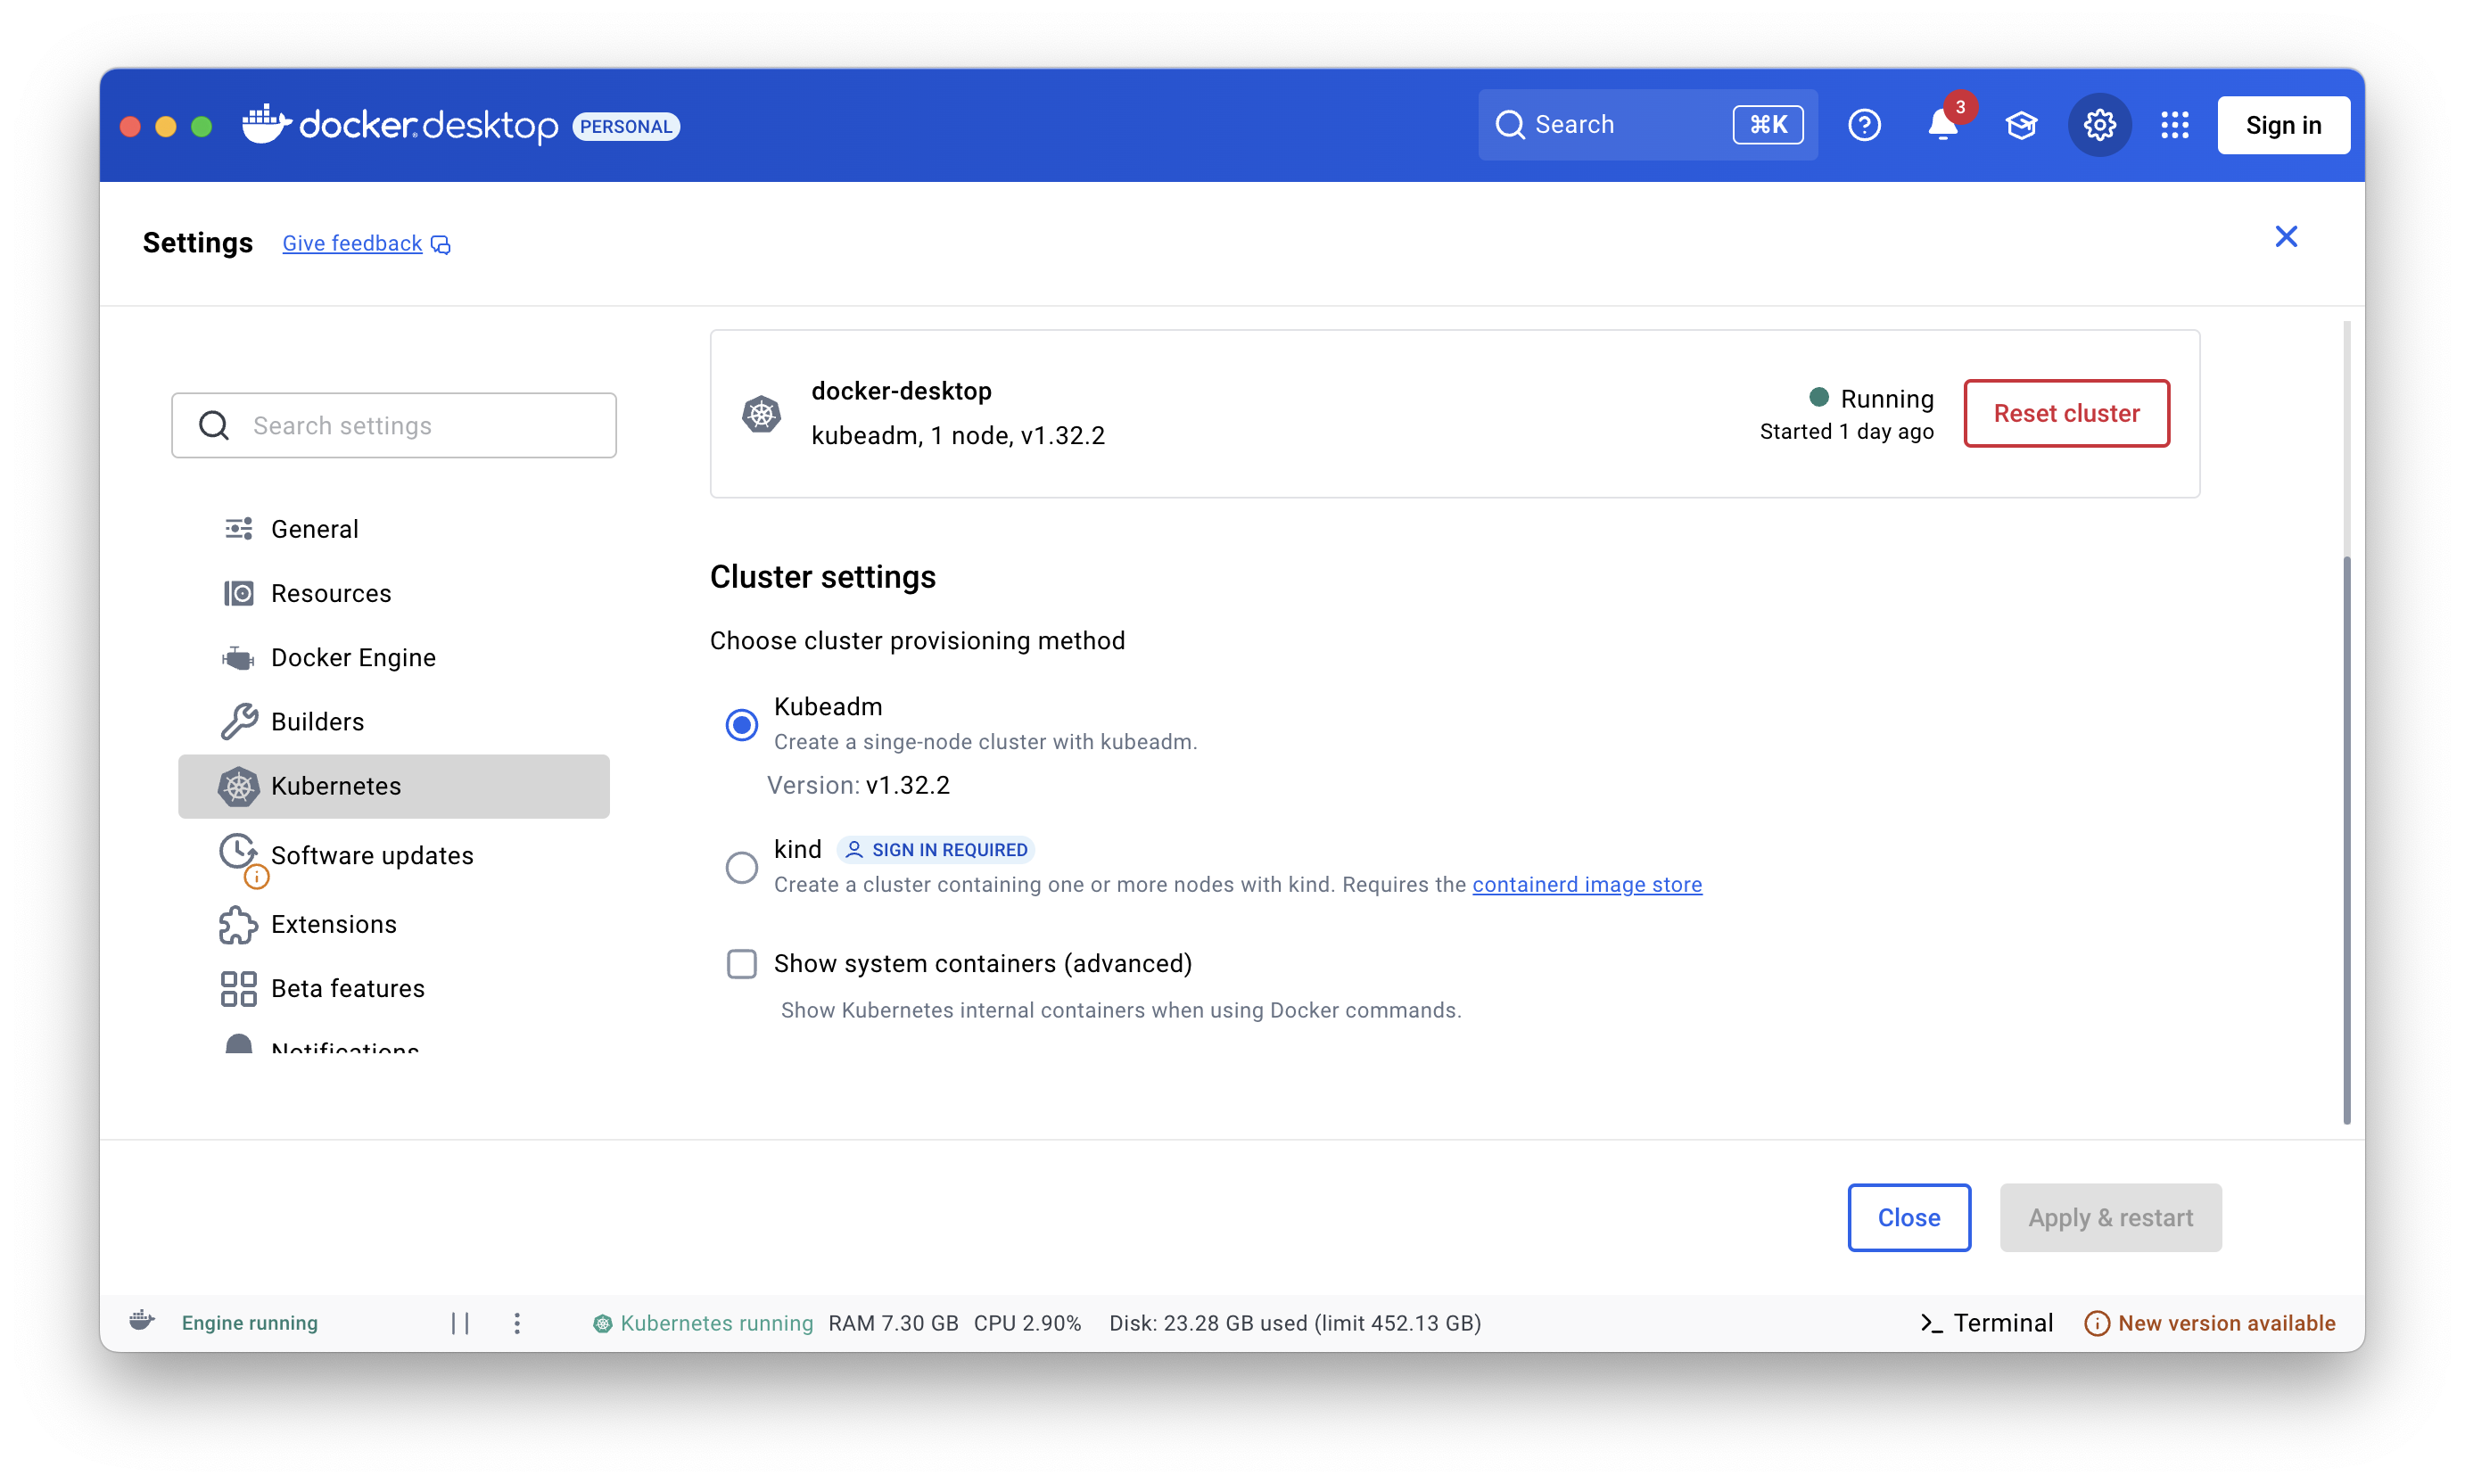 docker desktop PERSONAL
Search ⌘K
3
Sign in
Settings Give feedback
Search settings
General
Resources
Docker Engine
Builders
Kubernetes
Software updates
Extensions
Beta features
Notifications
docker-desktop
kubeadm, 1 node, v1.32.2
Running
Started 1 day ago
Reset cluster
Cluster settings
Choose cluster provisioning method
Kubeadm
Create a singe-node cluster with kubeadm.
Version: v1.32.2
kind SIGN IN REQUIRED
Create a cluster containing one or more nodes with kind. Requires the containerd image store
Show system containers (advanced)
Show Kubernetes internal containers when using Docker commands.
Close
Apply & restart
Engine running
Kubernetes running RAM 7.30 GB CPU 2.90% Disk: 23.28 GB used (limit 452.13 GB)
Terminal
New version available